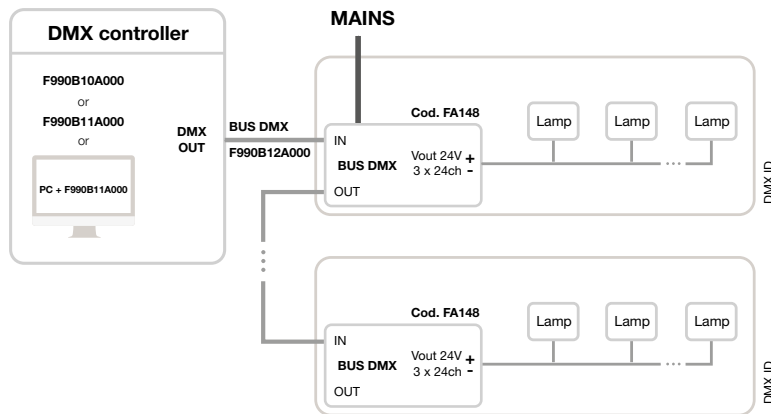 MAINS
DMX controller
F990B10A000
or
F990B11A000
or
PC + F990B11A000
DMX
OUT
BUS DMX
F990B12A000
Cod. FA148
IN
BUS DMX
OUT
Vout 24V
3 x 24ch
+
-
Lamp
Lamp
Lamp
DMX ID
Cod. FA148
IN
BUS DMX
OUT
Vout 24V
3 x 24ch
+
-
Lamp
Lamp
Lamp
DMX ID